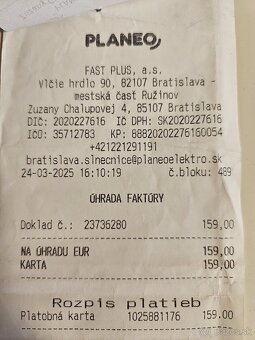 PLANEO
FAST PLUS, a.s.
Vlčie hrdlo 90, 82107 Bratislava -
mestská časť Ružinov
Zuzany Chalupovej 4, 85107 Bratislava
DIČ: 2020227616 IČ DPH: SK2020227616
IČO: 35712783 KP: 88820202276160054
+421221291191
bratislava.slnecnice@planeoelektro.sk
24-03-2025 16:10:19 č.bloku: 489
ÚHRADA FAKTÚRY
Doklad č.: 23736280 159,00
NA ÚHRADU EUR 159,00
KARTA 159,00
Rozpis platieb
Platobná karta 1025881176 159.00